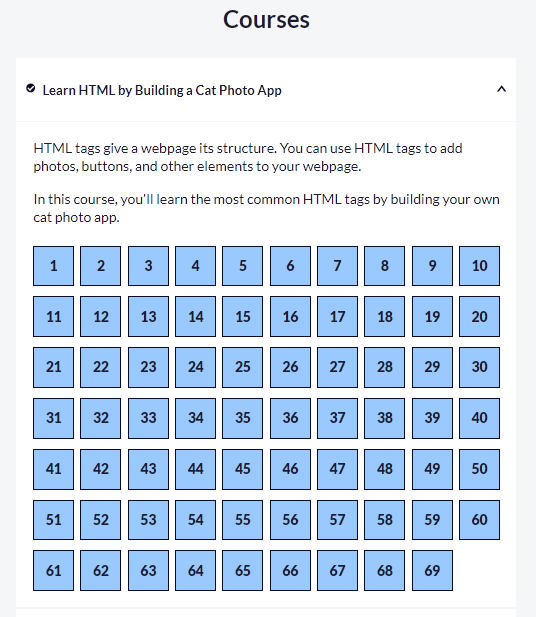 Courses
Learn HTML by Building a Cat Photo App
HTML tags give a webpage its structure. You can use HTML tags to add
photos, buttons, and other elements to your webpage.
In this course, you'll learn the most common HTML tags by building your own
cat photo app.
1 2 3 4 5 6 7 8 9 10
11 12 13 14 15 16 17 18 19 20
21 22 23 24 25 26 27 28 29 30
31 32 33 34 35 36 37 38 39 40
41 42 43 44 45 46 47 48 49 50
51 52 53 54 55 56 57 58 59 60
61 62 63 64 65 66 67 68 69